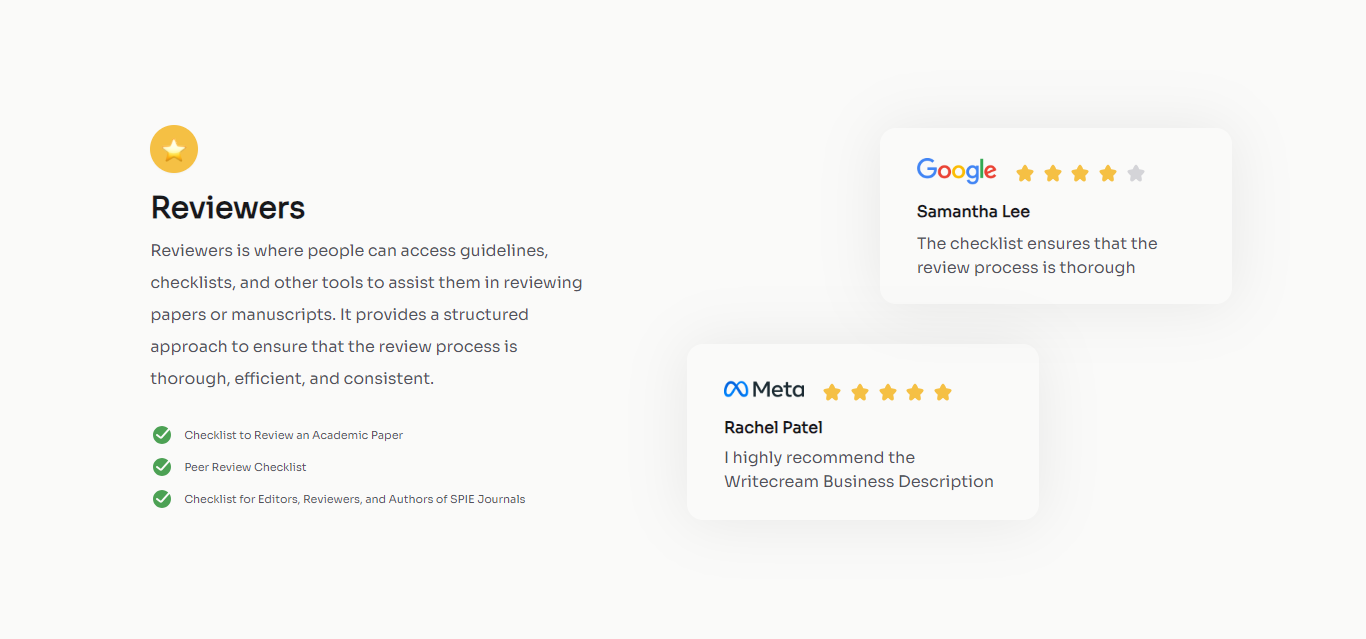 Reviewers
Reviewers is where people can access guidelines,
checklists, and other tools to assist them in reviewing
papers or manuscripts. It provides a structured
approach to ensure that the review process is
thorough, efficient, and consistent.
Checklist to Review an Academic Paper
Peer Review Checklist
Checklist for Editors, Reviewers, and Authors of SPIE Journals
Google
Samantha Lee
The checklist ensures that the
review process is thorough
Meta
Rachel Patel
I highly recommend the
Writecream Business Description